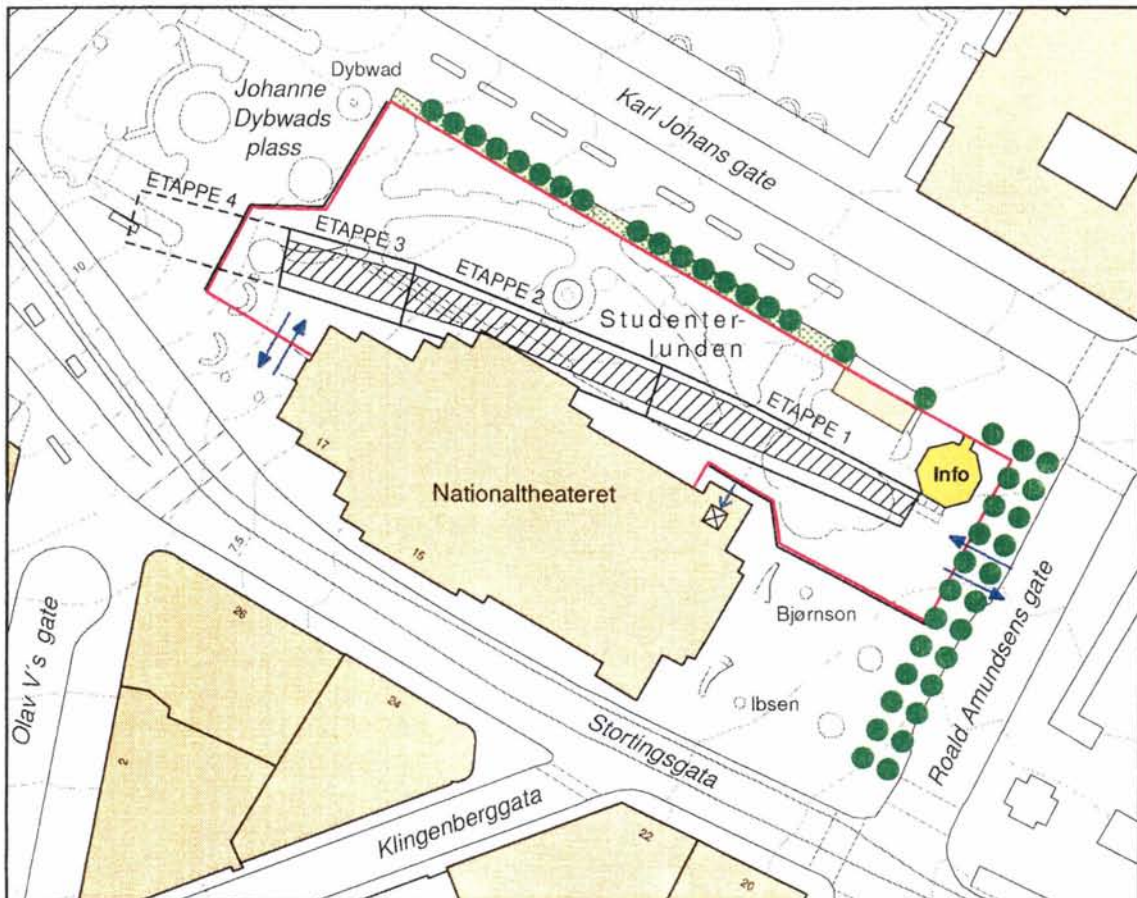 Dybwad
Johanne
Dybwads
plass
Karl Johans gate
ETAPPE 4
ETAPPE 3
ETAPPE 2
Studenter-
lunden
ETAPPE 1
10
Info
17
Nationaltheateret
15
7.5
Bjørnson
Ibsen
Roald Amundsens gate
Olav V's gate
26
24
2
Stortingsgata
Klingenberggata
22
20